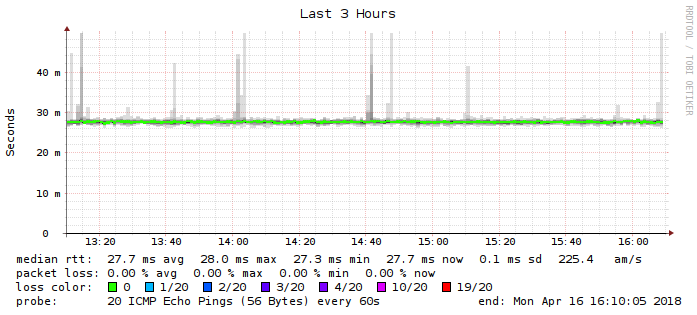 Last 3 Hours
RRDTOOL / TOBI OETIKER
Seconds
40 m
30 m
20 m
10 m
0
13:20 13:40 14:00 14:20 14:40 15:00 15:20 15:40 16:00
median rtt: 27.7 ms avg 28.0 ms max 27.3 ms min 27.7 ms now 0.1 ms sd 225.4 am/s
packet loss: 0.00 % avg 0.00 % max 0.00 % min 0.00 % now
loss color: 0 1/20 2/20 3/20 4/20 10/20 19/20
probe: 20 ICMP Echo Pings (56 Bytes) every 60s end: Mon Apr 16 16:10:05 2018